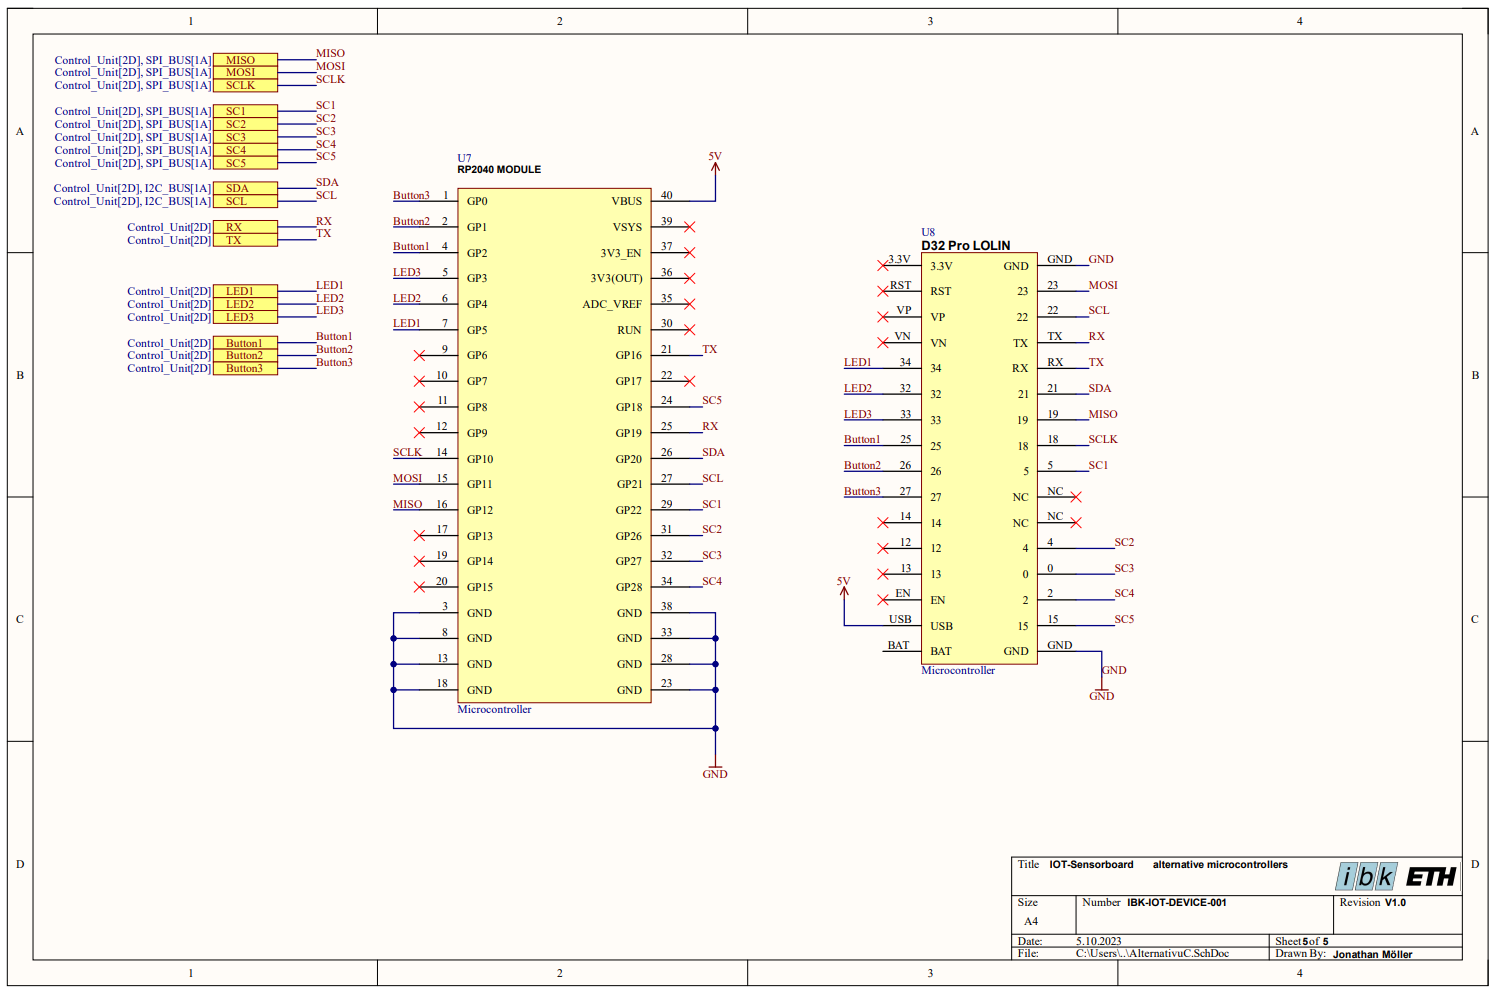 1 2 3 4
A A
B B
C C
D D
1 2 3 4
Control_Unit[2D], SPI_BUS[1A] MISO MISO
Control_Unit[2D], SPI_BUS[1A] MOSI MOSI
Control_Unit[2D], SPI_BUS[1A] SCLK SCLK
Control_Unit[2D], SPI_BUS[1A] SC1 SC1
Control_Unit[2D], SPI_BUS[1A] SC2 SC2
Control_Unit[2D], SPI_BUS[1A] SC3 SC3
Control_Unit[2D], SPI_BUS[1A] SC4 SC4
Control_Unit[2D], SPI_BUS[1A] SC5 SC5
Control_Unit[2D], I2C_BUS[1A] SDA SDA
Control_Unit[2D], I2C_BUS[1A] SCL SCL
Control_Unit[2D] RX RX
Control_Unit[2D] TX TX
Control_Unit[2D] LED1 LED1
Control_Unit[2D] LED2 LED2
Control_Unit[2D] LED3 LED3
Control_Unit[2D] Button1 Button1
Control_Unit[2D] Button2 Button2
Control_Unit[2D] Button3 Button3
U7
RP2040 MODULE
5V
Button3 1 GP0 VBUS 40
Button2 2 GP1 VSYS 39
Button1 4 GP2 3V3_EN 37
LED3 5 GP3 3V3(OUT) 36
LED2 6 GP4 ADC_VREF 35
LED1 7 GP5 RUN 30
9 GP6 GP16 21 TX
10 GP7 GP17 22
11 GP8 GP18 24 SC5
12 GP9 GP19 25 RX
SCLK 14 GP10 GP20 26 SDA
MOSI 15 GP11 GP21 27 SCL
MISO 16 GP12 GP22 29 SC1
17 GP13 GP26 31 SC2
19 GP14 GP27 32 SC3
20 GP15 GP28 34 SC4
3 GND GND 38
8 GND GND 33
13 GND GND 28
18 GND GND 23
Microcontroller
GND
U8
D32 Pro LOLIN
3.3V 3.3V GND GND GND
RST RST 23 23 MOSI
VP VP 22 22 SCL
VN VN TX TX RX
LED1 34 34 RX RX TX
LED2 32 32 21 21 SDA
LED3 33 33 19 19 MISO
Button1 25 25 18 18 SCLK
Button2 26 26 5 5 SC1
Button3 27 27 NC NC
14 14 NC NC
12 12 4 4 SC2
13 13 0 0 SC3
5V EN EN 2 2 SC4
USB USB 15 15 SC5
BAT BAT GND GND
Microcontroller
GND
GND
Title IOT-Sensorboard alternative microcontrollers
ibk ETH
Size Number IBK-IOT-DEVICE-001 Revision V1.0
A4
Date: 5.10.2023 Sheet 5 of 5
File: C:\Users\..\AlternativuC.SchDoc Drawn By: Jonathan Möller